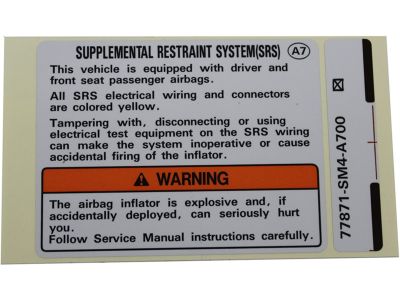 SUPPLEMENTAL RESTRAINT SYSTEM(SRS) A7
This vehicle is equipped with driver and
front seat passenger airbags.
All SRS electrical wiring and connectors
are colored yellow.
Tampering with, disconnecting or using
electrical test equipment on the SRS wiring
can make the system inoperative or cause
accidental firing of the inflator.
WARNING
The airbag inflator is explosive and, if
accidentally deployed, can seriously hurt
you.
Follow Service Manual instructions carefully.
77871-SM4-A700